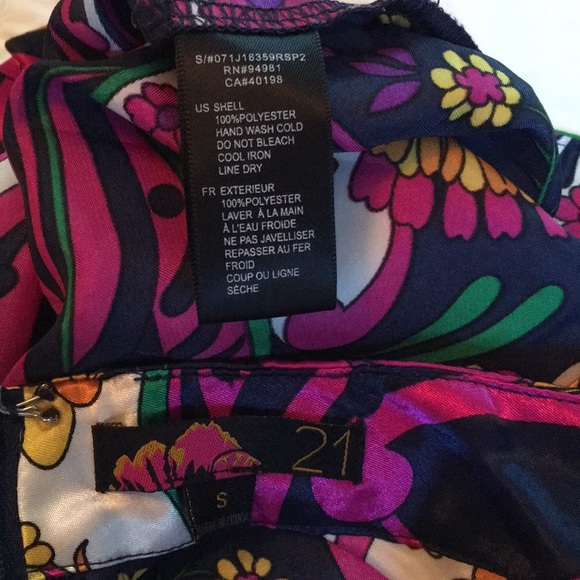 S/#071J18359RSP2
RN#94981
CA#40198
US SHELL
100%POLYESTER
HAND WASH COLD
DO NOT BLEACH
COOL IRON
LINE DRY
FR EXTERIEUR
100%POLYESTER
LAVER À LA MAIN
À L'EAU FROIDE
NE PAS JAVELLISER
REPASSER AU FER
FROID
COUP OU LIGNE
SÈCHE
21
S